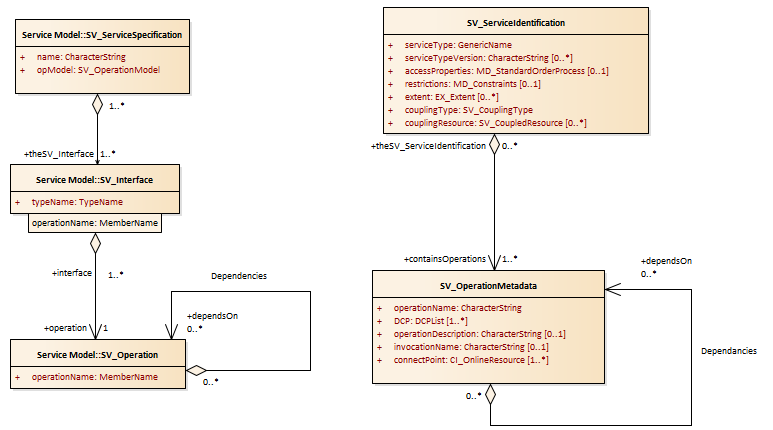 Service Model::SV_ServiceSpecification
+ name: CharacterString
+ opModel: SV_OperationModel
1..*
+theSV_Interface 1..*
Service Model::SV_Interface
+ typeName: TypeName
operationName: MemberName
+interface 1..*
+operation 1
Service Model::SV_Operation
+ operationName: MemberName
Dependencies
+dependsOn
0..*
0..*
SV_ServiceIdentification
+ serviceType: GenericName
+ serviceTypeVersion: CharacterString [0..*]
+ accessProperties: MD_StandardOrderProcess [0..1]
+ restrictions: MD_Constraints [0..1]
+ extent: EX_Extent [0..*]
+ couplingType: SV_CouplingType
+ couplingResource: SV_CoupledResource [0..*]
+theSV_ServiceIdentification 0..*
+containsOperations 1..*
SV_OperationMetadata
+ operationName: CharacterString
+ DCP: DCPList [1..*]
+ operationDescription: CharacterString [0..1]
+ invocationName: CharacterString [0..1]
+ connectPoint: CI_OnlineResource [1..*]
+dependsOn
0..*
Dependancies
0..*